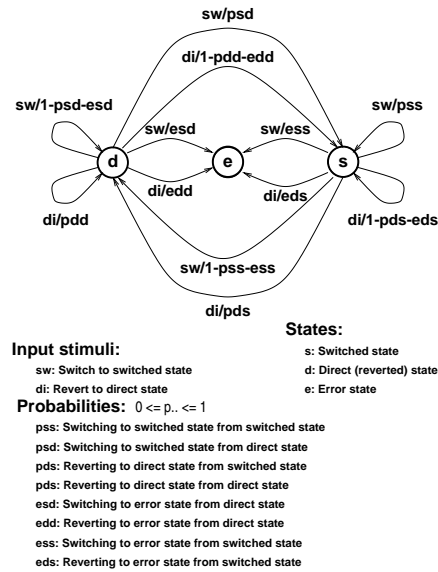 sw/psd
di/1-pdd-edd
sw/1-psd-esd
sw/pss
sw/esd
sw/ess
d
e
s
di/edd
di/eds
di/pdd
di/1-pds-eds
sw/1-pss-ess
di/pds
States:
s: Switched state
d: Direct (reverted) state
e: Error state
Input stimuli:
sw: Switch to switched state
di: Revert to direct state
Probabilities: 0 <= p.. <= 1
pss: Switching to switched state from switched state
psd: Switching to switched state from direct state
pds: Reverting to direct state from switched state
pds: Reverting to direct state from direct state
esd: Switching to error state from direct state
edd: Reverting to error state from direct state
ess: Switching to error state from switched state
eds: Reverting to error state from switched state